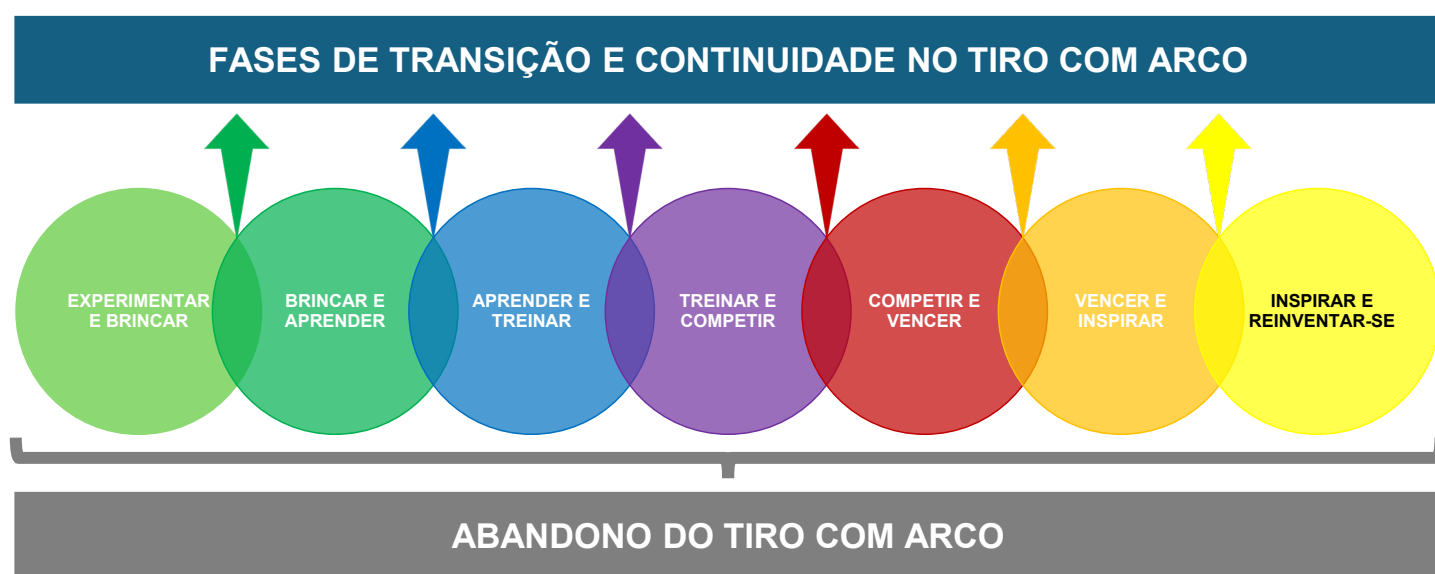 FASES DE TRANSIÇÃO E CONTINUIDADE NO TIRO COM ARCO
EXPERIMENTAR
E BRINCAR
BRINCAR E
APRENDER
APRENDER E
TREINAR
TREINAR E
COMPETIR
COMPETIR E
VENCER
VENCER E
INSPIRAR
INSPIRAR E
REINVENTAR-SE
ABANDONO DO TIRO COM ARCO